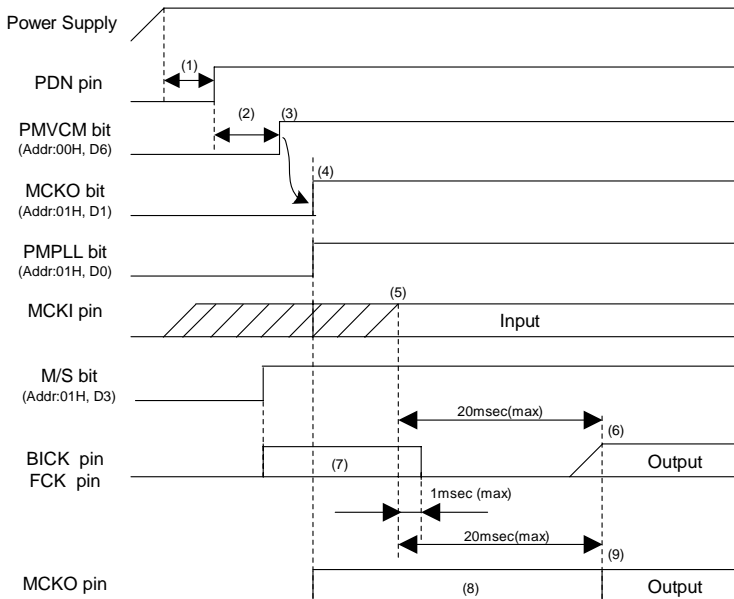 Power Supply
(1)
PDN pin
(2)
(3)
PMVCM bit
(Addr:00H, D6)
(4)
MCKO bit
(Addr:01H, D1)
PMPLL bit
(Addr:01H, D0)
(5)
MCKI pin
Input
M/S bit
(Addr:01H, D3)
20msec(max)
(6)
BICK pin
FCK pin
(7)
Output
1msec (max)
20msec(max)
(9)
MCKO pin
(8)
Output